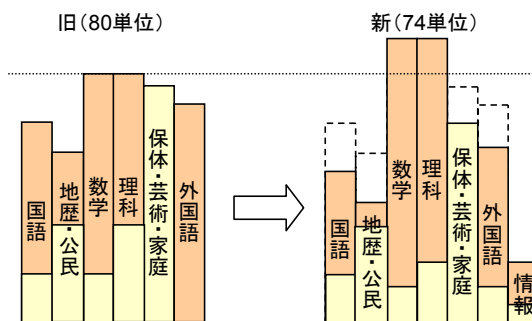 旧(80単位)
新(74単位)
国語
地歴・公民
数学
理科
保体・芸術・家庭
外国語
国語
地歴・公民
数学
理科
保体・芸術・家庭
外国語
情報